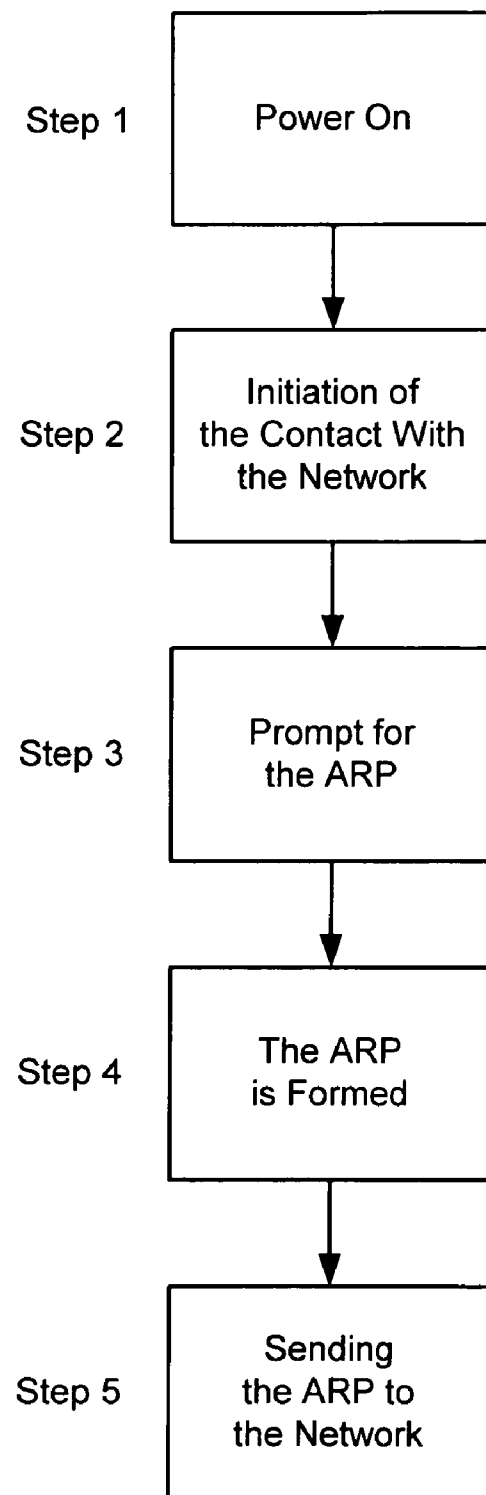 Step 1
Power On
Step 2
Initiation of
the Contact With
the Network
Step 3
Prompt for
the ARP
Step 4
The ARP
is Formed
Step 5
Sending
the ARP to
the Network